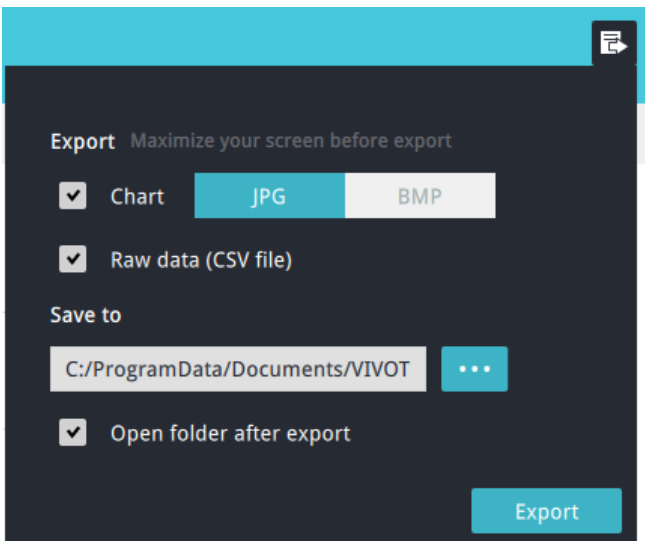 Export Maximize your screen before export
Chart JPG BMP
Raw data (CSV file)
Save to
C:/ProgramData/Documents/VIVOT
Open folder after export
Export